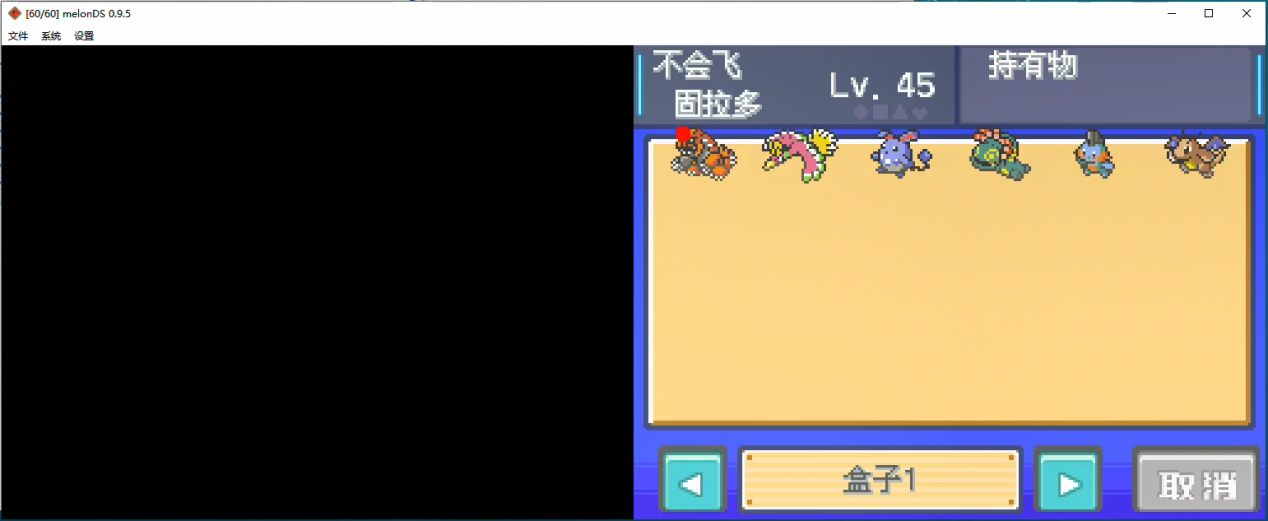 [60/60] melonDS 0.9.5
文件 系统 设置
不会飞
固拉多
Lv. 45
持有物
盒子1
取消